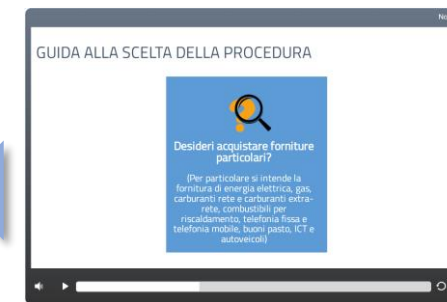 No
GUIDA ALLA SCELTA DELLA PROCEDURA
Desideri acquistare forniture
particolari?
(Per particolare si intende la
fornitura di energia elettrica, gas,
carburanti rete e carburanti extra-
rete, combustibili per
riscaldamento, telefonia fissa e
telefonia mobile, buoni pasto, ICT e
autoveicoli)